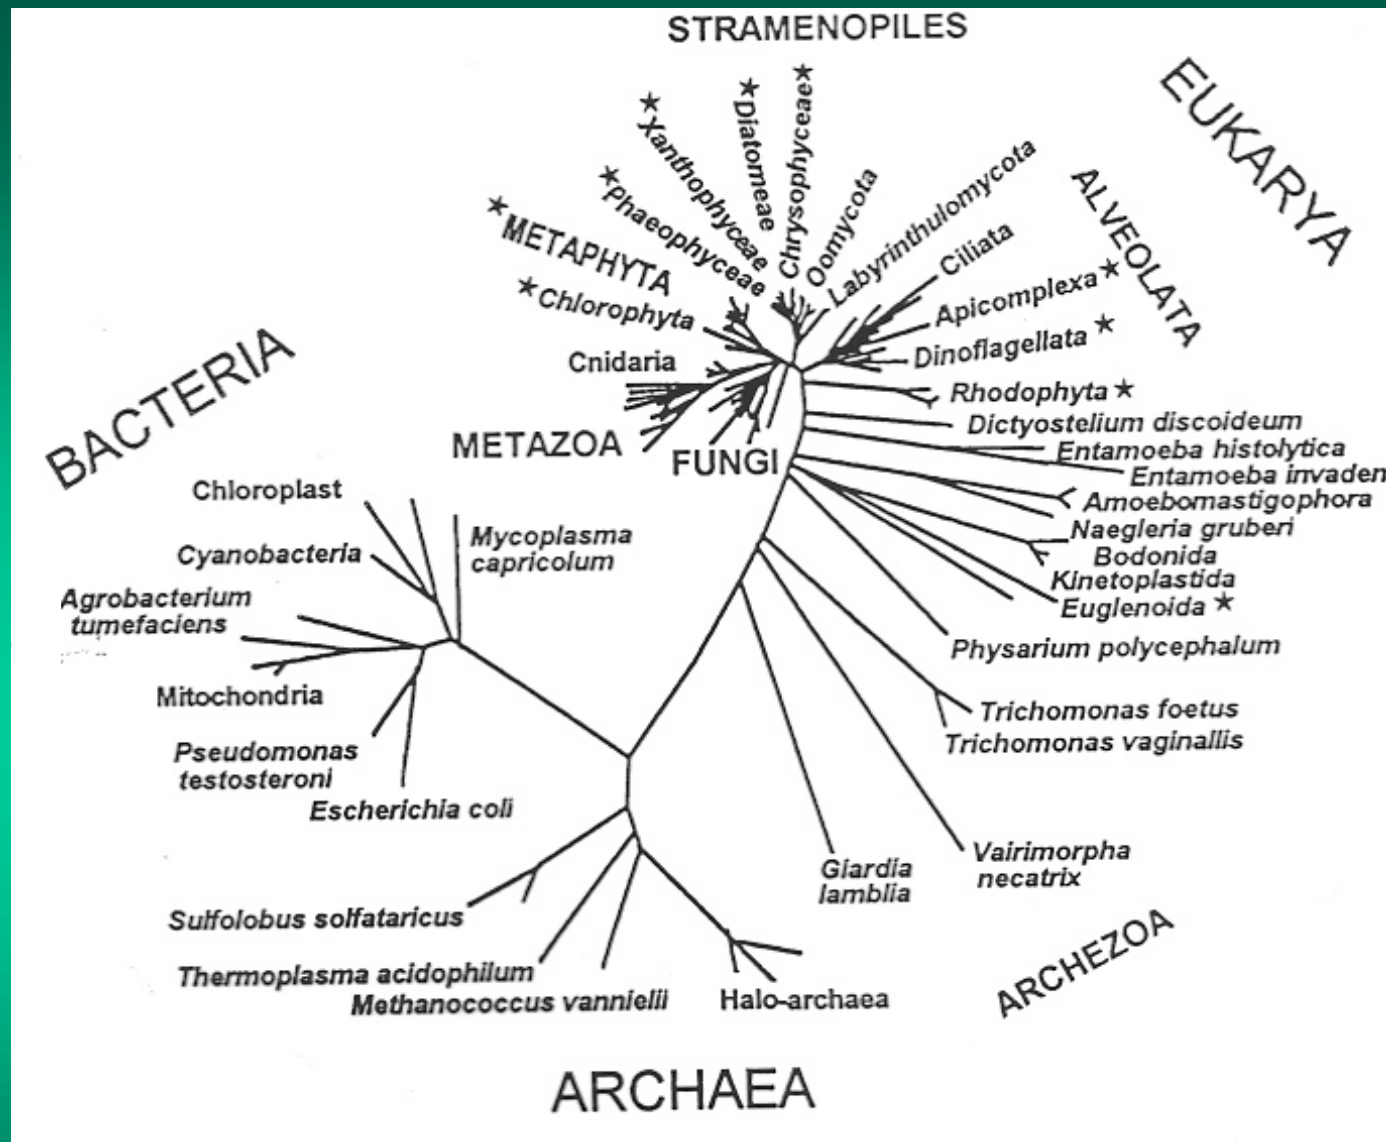 STRAMENOPILES
EUKARYA
Xanthophyceae
Diatomeae
Chrysophyceae
Oomycota
Labyrinthulomycota
Phaeophyceae
METAPHYTA
Chlorophyta
Ciliata
ALVEOLATA
Apicomplexa
Dinoflagellata
BACTERIA
Cnidaria
Rhodophyta
Dictyostelium discoideum
METAZOA
FUNGI
Entamoeba histolytica
Entamoeba invaden
Amoebomastigophora
Naegleria gruberi
Bodonida
Kinetoplastida
Euglenoida
Physarium polycephalum
Chloroplast
Mycoplasma
capricolum
Cyanobacteria
Agrobacterium
tumefaciens
Mitochondria
Pseudomonas
testosteroni
Escherichia coli
Trichomonas foetus
Trichomonas vaginallis
Vairimorpha
necatrix
Giardia
lamblia
ARCHEZOA
Sulfolobus solfataricus
Thermoplasma acidophilum
Methanococcus vannielii
Halo-archaea
ARCHAEA